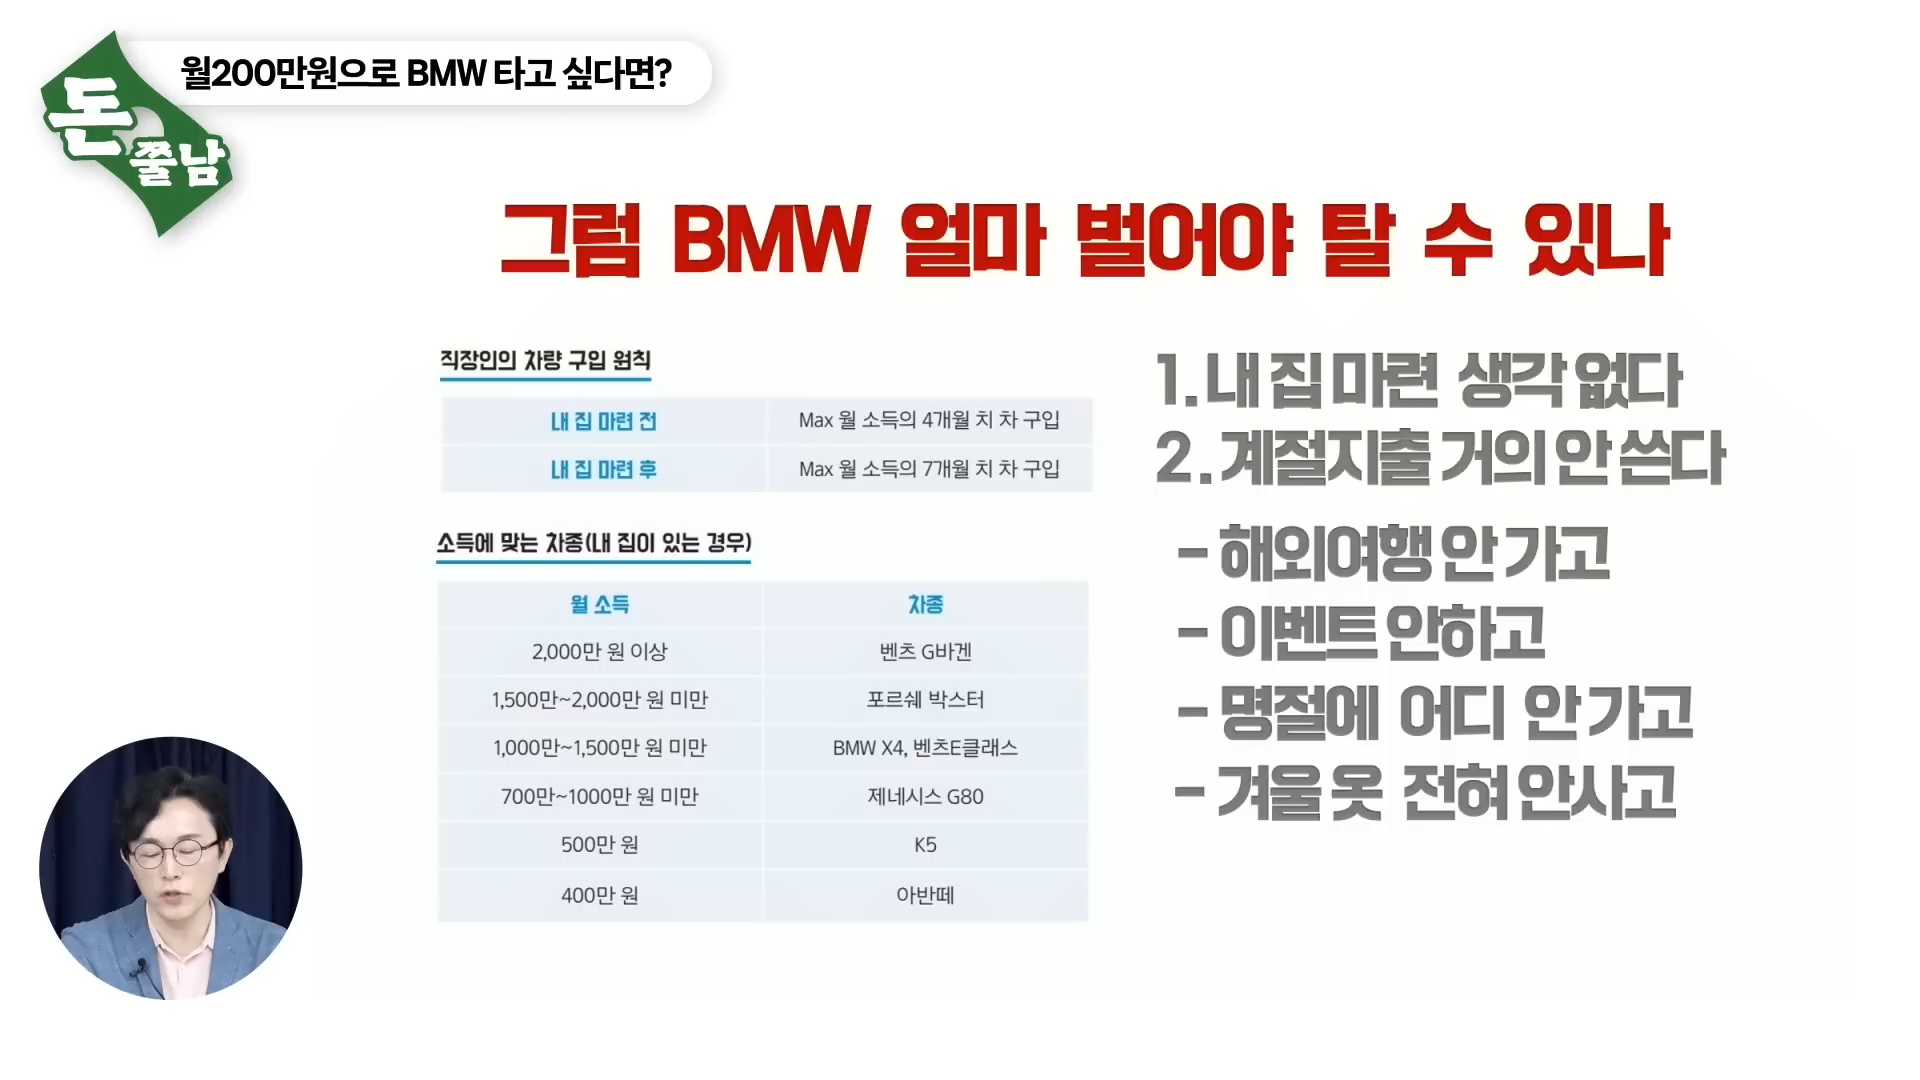 월200만원으로 BMW 타고 싶다면?
돈
쭐남
그럼 BMW 얼마 벌어야 탈 수 있나
직장인의 차량 구입 원칙
내 집 마련 전 Max 월 소득의 4개월 치 차 구입
내 집 마련 후 Max 월 소득의 7개월 치 차 구입
소득에 맞는 차종(내 집이 있는 경우)
월 소득 차종
2,000만 원 이상 벤츠 G바겐
1,500만~2,000만 원 미만 포르쉐 박스터
1,000만~1,500만 원 미만 BMW X4, 벤츠E클래스
700만~1000만 원 미만 제네시스 G80
500만 원 K5
400만 원 아반떼
1. 내 집 마련 생각 없다
2. 계절지출 거의 안 쓴다
- 해외여행 안 가고
- 이벤트 안하고
- 명절에 어디 안 가고
- 겨울 옷 전혀 안사고